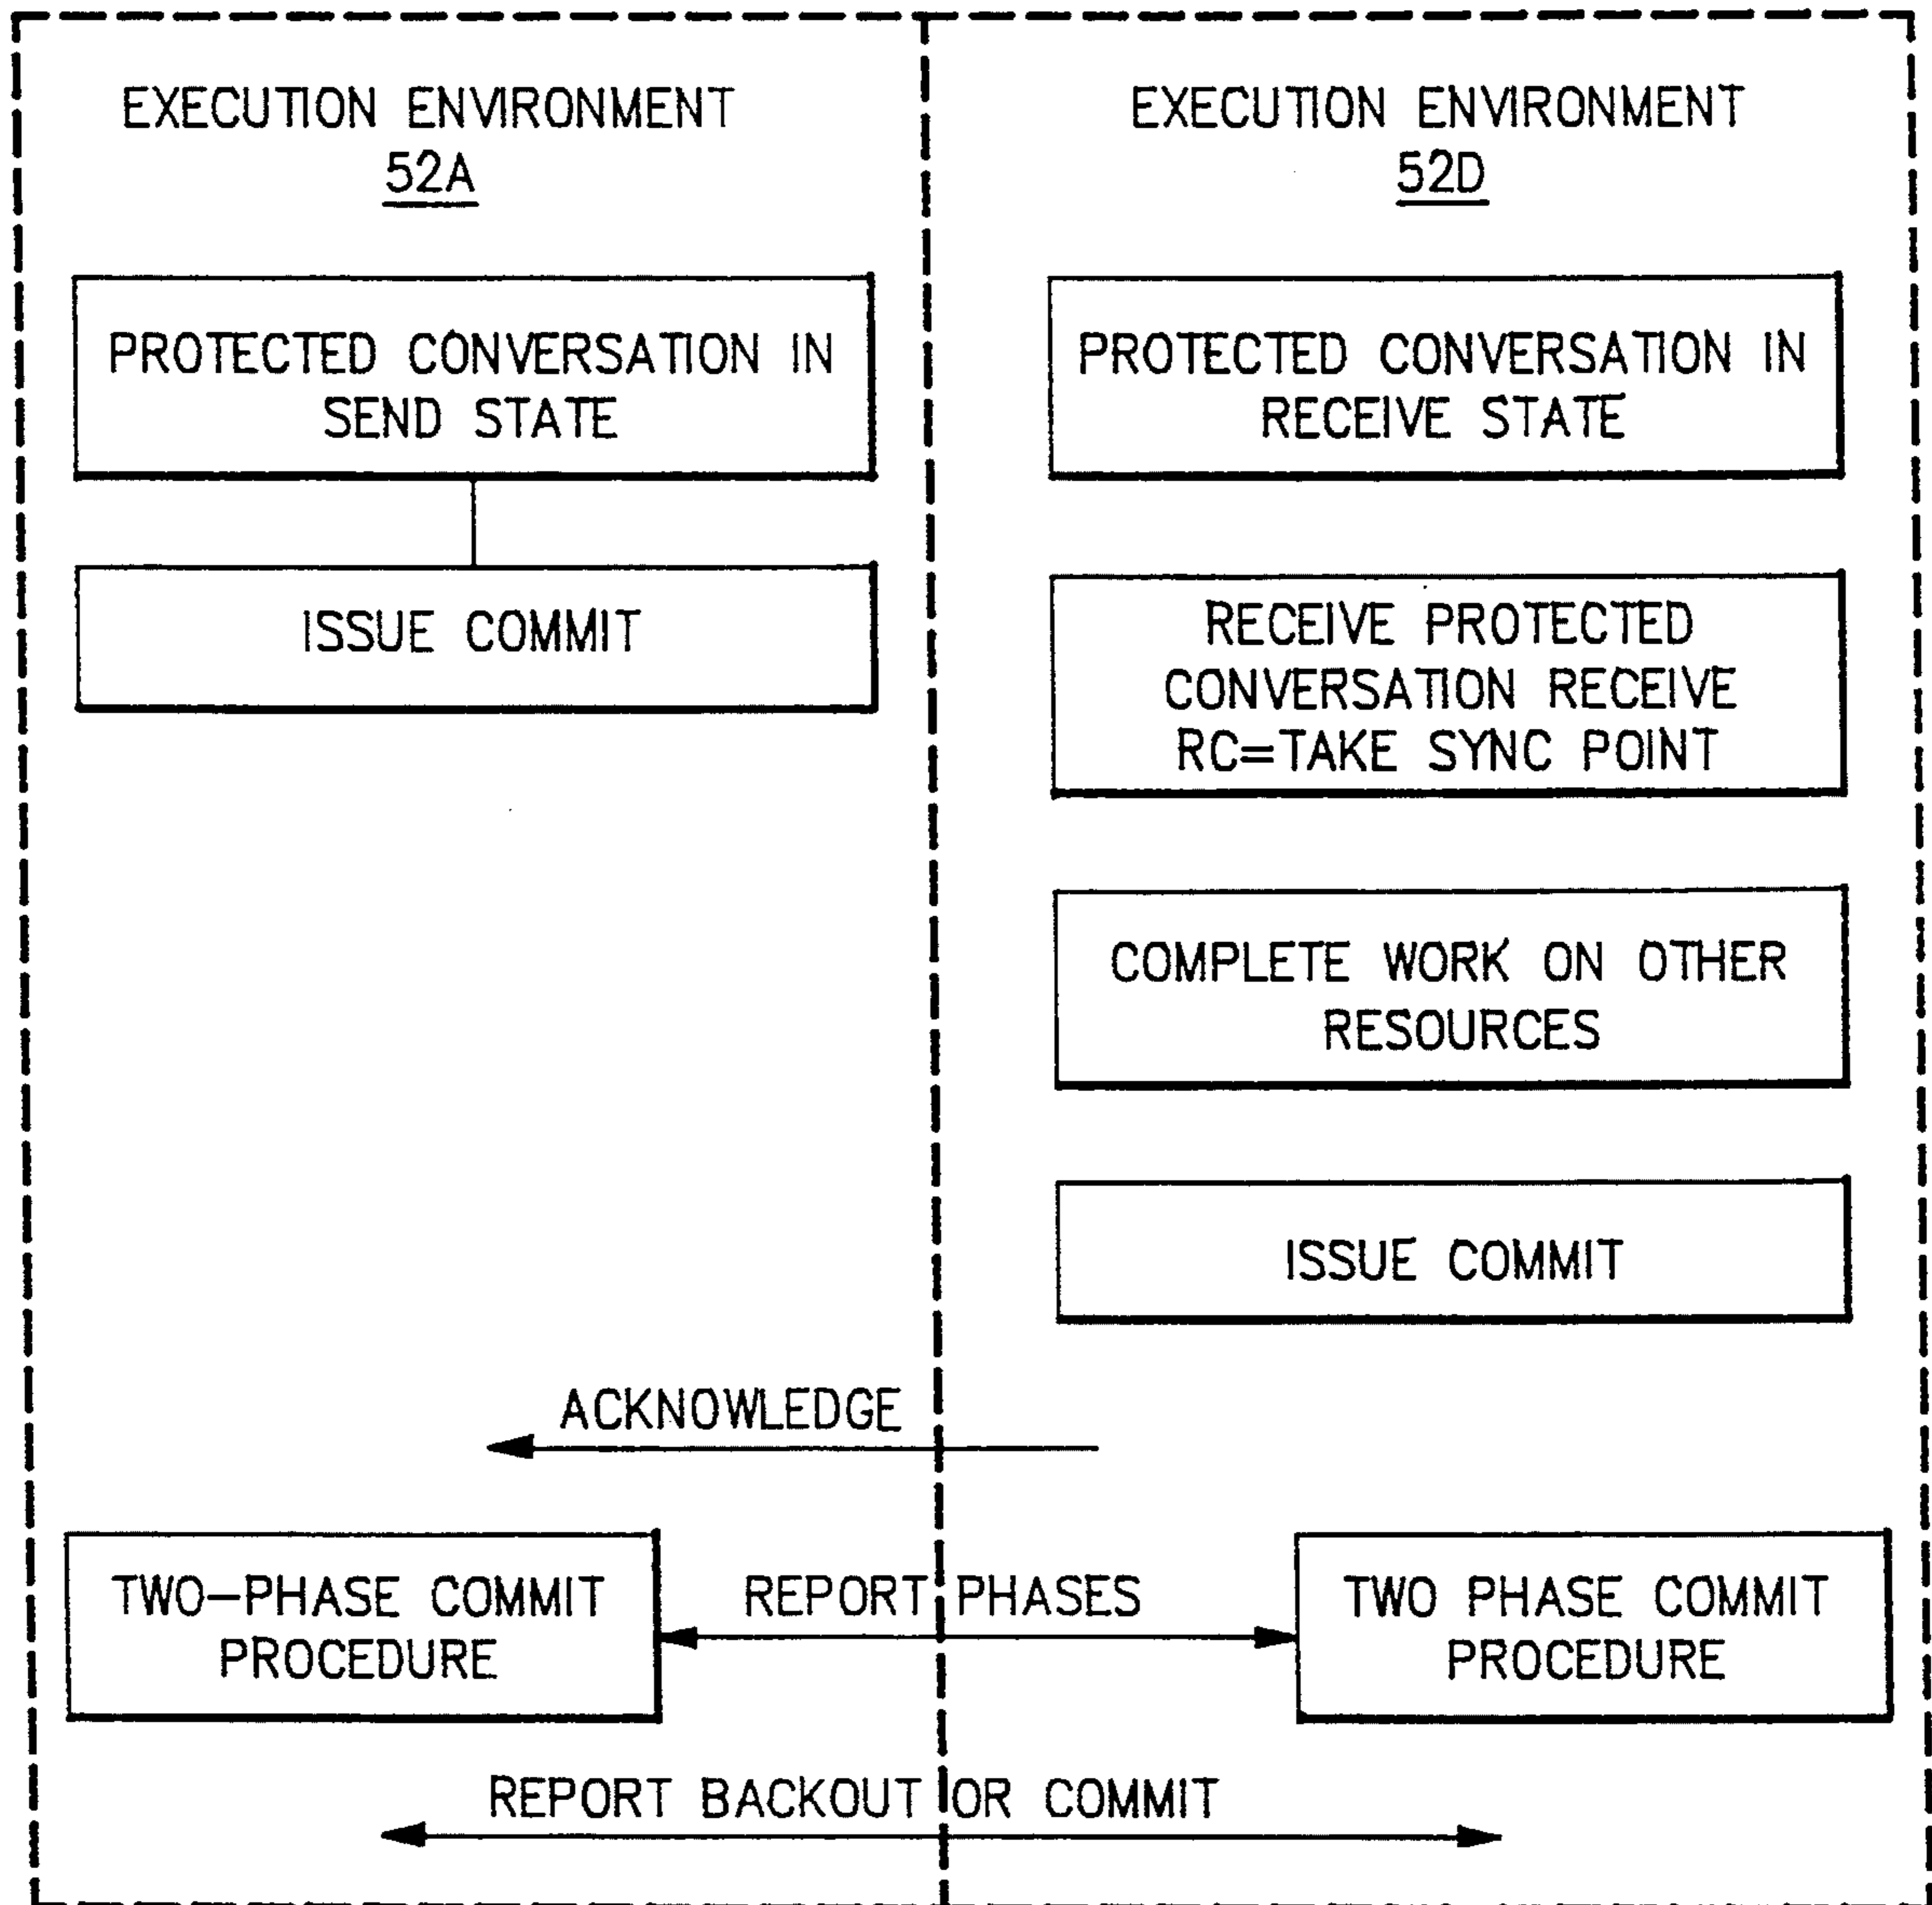 EXECUTION ENVIRONMENT
52A
PROTECTED CONVERSATION IN
SEND STATE
ISSUE COMMIT
EXECUTION ENVIRONMENT
52D
PROTECTED CONVERSATION IN
RECEIVE STATE
RECEIVE PROTECTED
CONVERSATION RECEIVE
RC=TAKE SYNC POINT
COMPLETE WORK ON OTHER
RESOURCES
ISSUE COMMIT
ACKNOWLEDGE
TWO-PHASE COMMIT
PROCEDURE
REPORT PHASES
TWO PHASE COMMIT
PROCEDURE
REPORT BACKOUT OR COMMIT